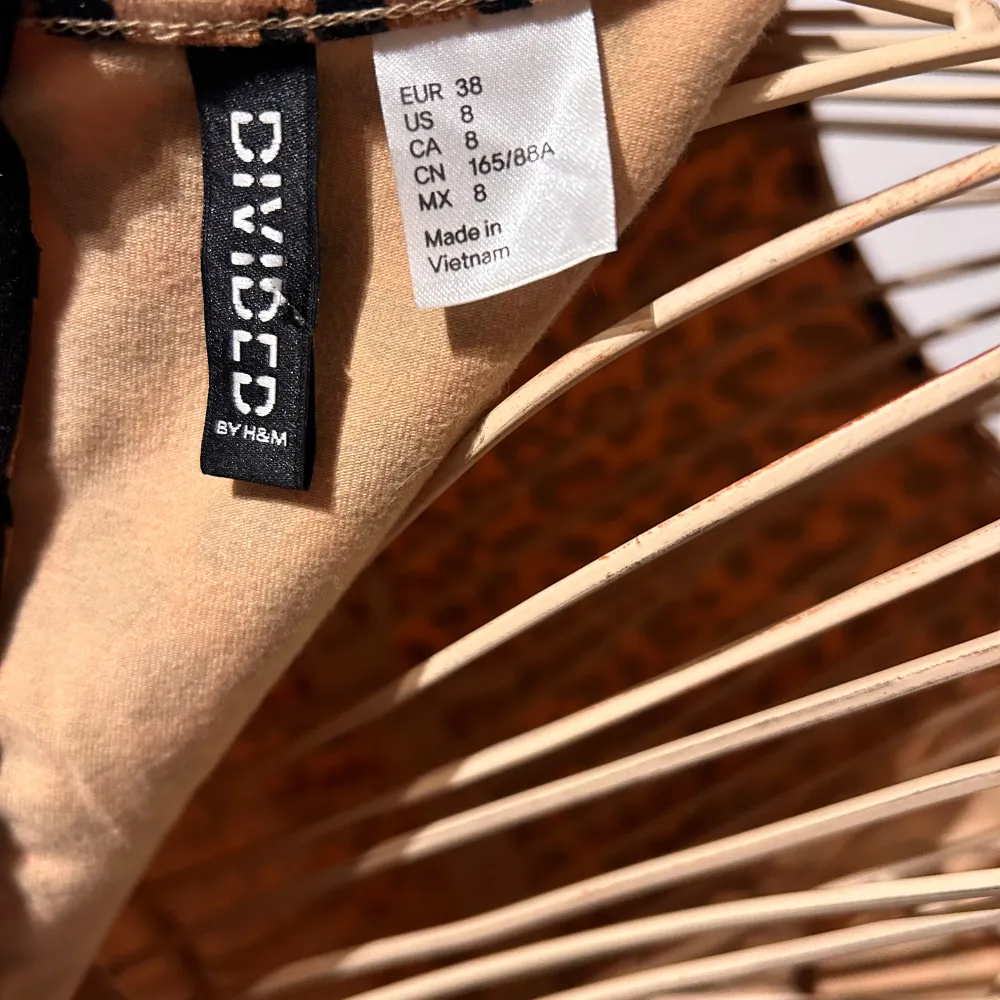 DIVIDED
BY H&M
EUR 38
US 8
CA 8
CN 165/88A
MX 8
Made in
Vietnam